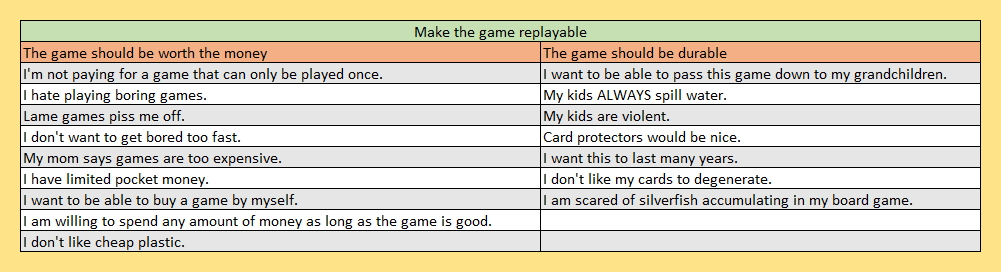 Make the game replayable
The game should be worth the money
The game should be durable
I'm not paying for a game that can only be played once.
I want to be able to pass this game down to my grandchildren.
I hate playing boring games.
My kids ALWAYS spill water.
Lame games piss me off.
My kids are violent.
I don't want to get bored too fast.
Card protectors would be nice.
My mom says games are too expensive.
I want this to last many years.
I have limited pocket money.
I don't like my cards to degenerate.
I want to be able to buy a game by myself.
I am scared of silverfish accumulating in my board game.
I am willing to spend any amount of money as long as the game is good.
I don't like cheap plastic.